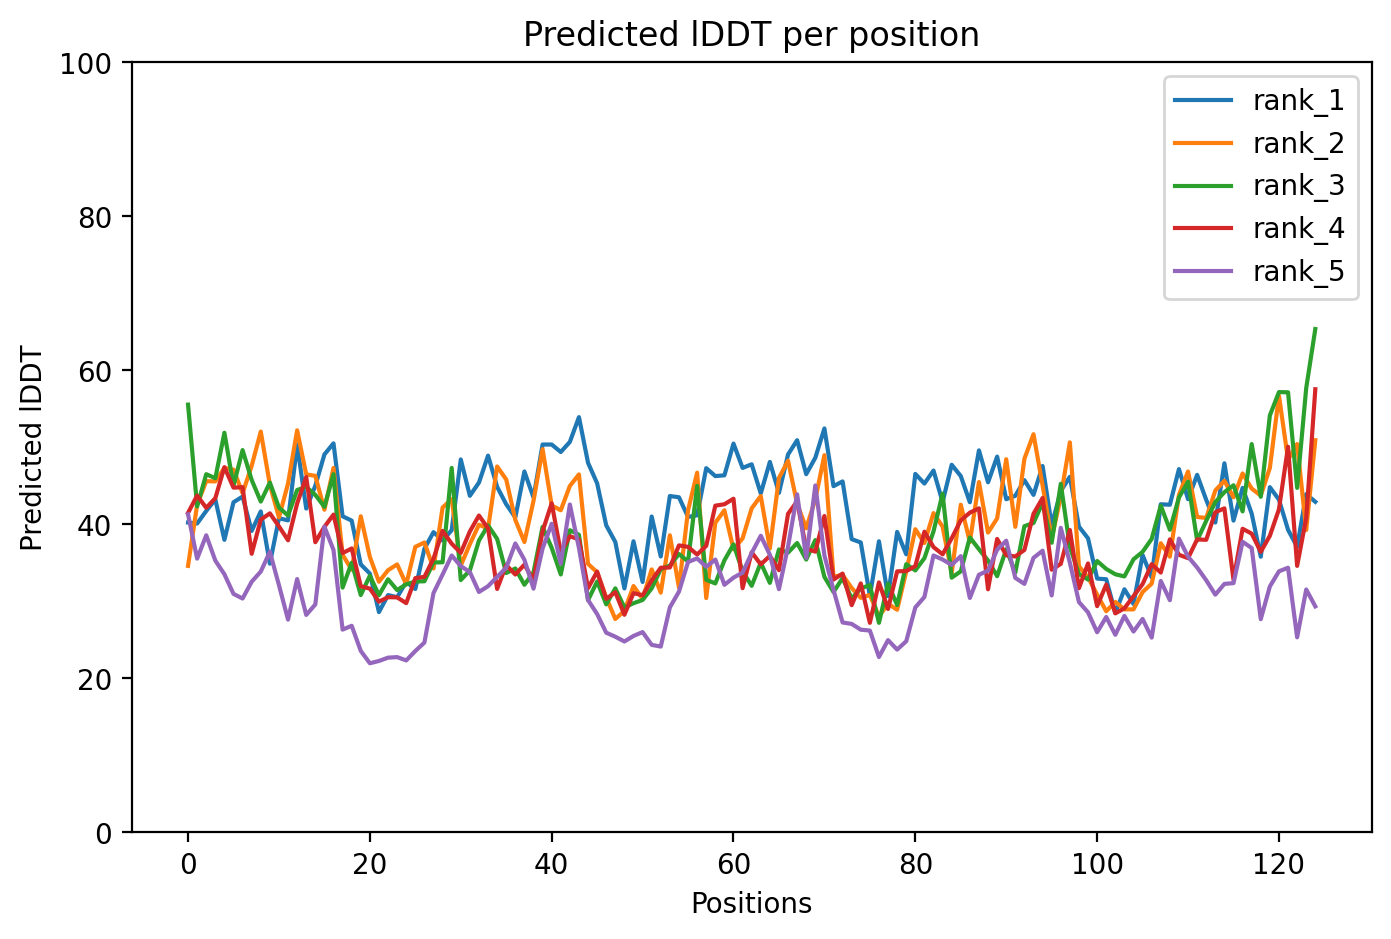 Predicted lDDT per position
100
80
60
40
20
0
Predicted lDDT
rank_1
rank_2
rank_3
rank_4
rank_5
0 20 40 60 80 100 120
Positions